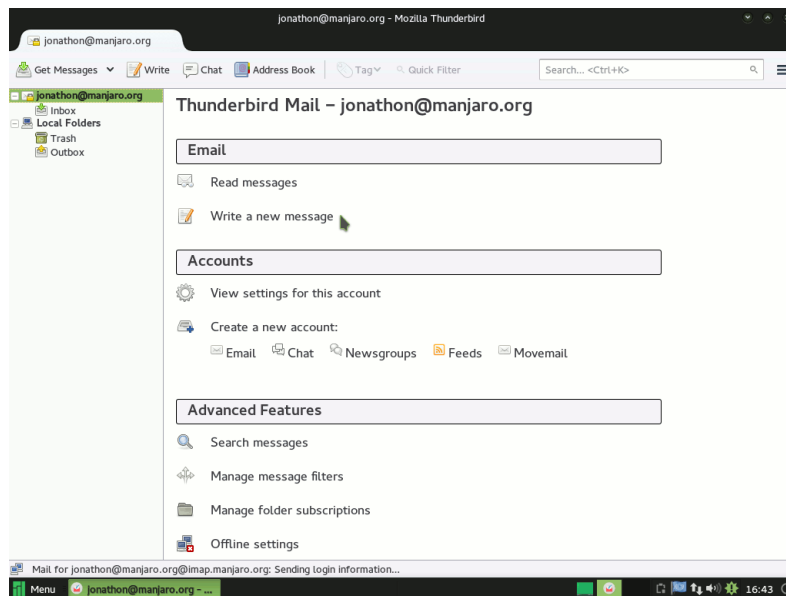 jonathon@manjaro.org - Mozilla Thunderbird
jonathon@manjaro.org
Get Messages Write Chat Address Book Tag Quick Filter Search... <Ctrl+K>
jonathon@manjaro.org
Inbox
Local Folders
Trash
Outbox
Thunderbird Mail – jonathon@manjaro.org
Email
Read messages
Write a new message
Accounts
View settings for this account
Create a new account:
Email Chat Newsgroups Feeds Movemail
Advanced Features
Search messages
Manage message filters
Manage folder subscriptions
Offline settings
Mail for jonathon@manjaro.org@imap.manjaro.org: Sending login information...
Menu jonathon@manjaro.org - ... 16:43